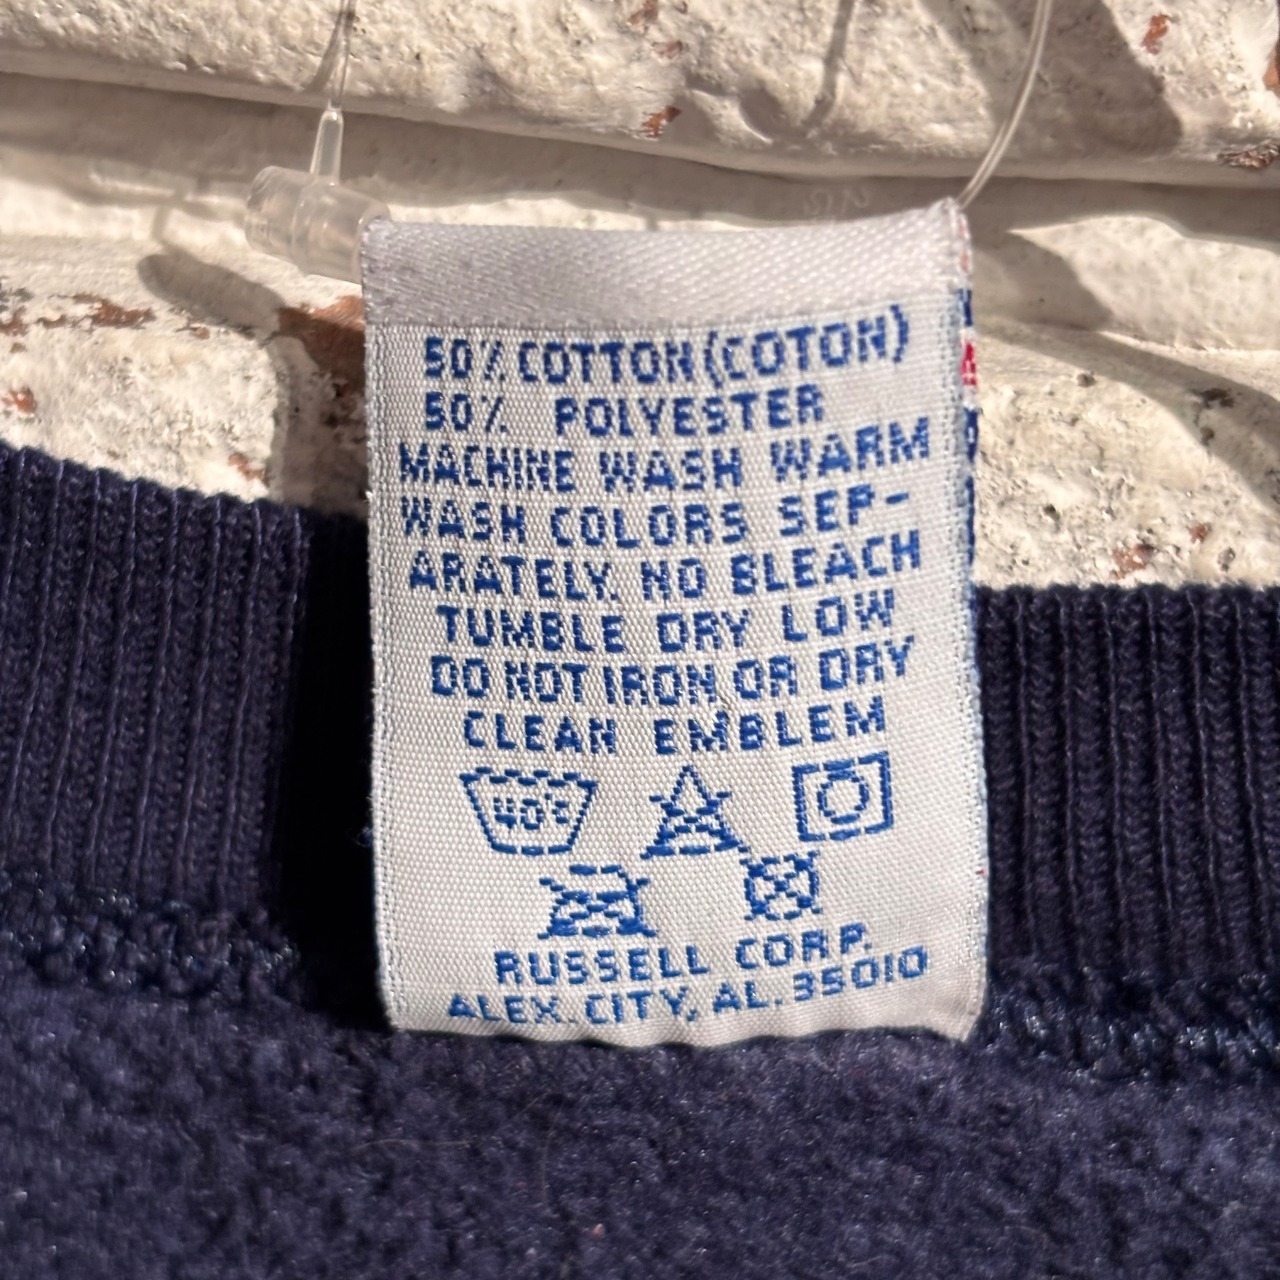 50% COTTON (COTON)
50% POLYESTER
MACHINE WASH WARM
WASH COLORS SEP-
ARATELY. NO BLEACH
TUMBLE DRY LOW
DO NOT IRON OR DRY
CLEAN EMBLEM
40°c
RUSSELL CORP.
ALEX. CITY, AL. 35010